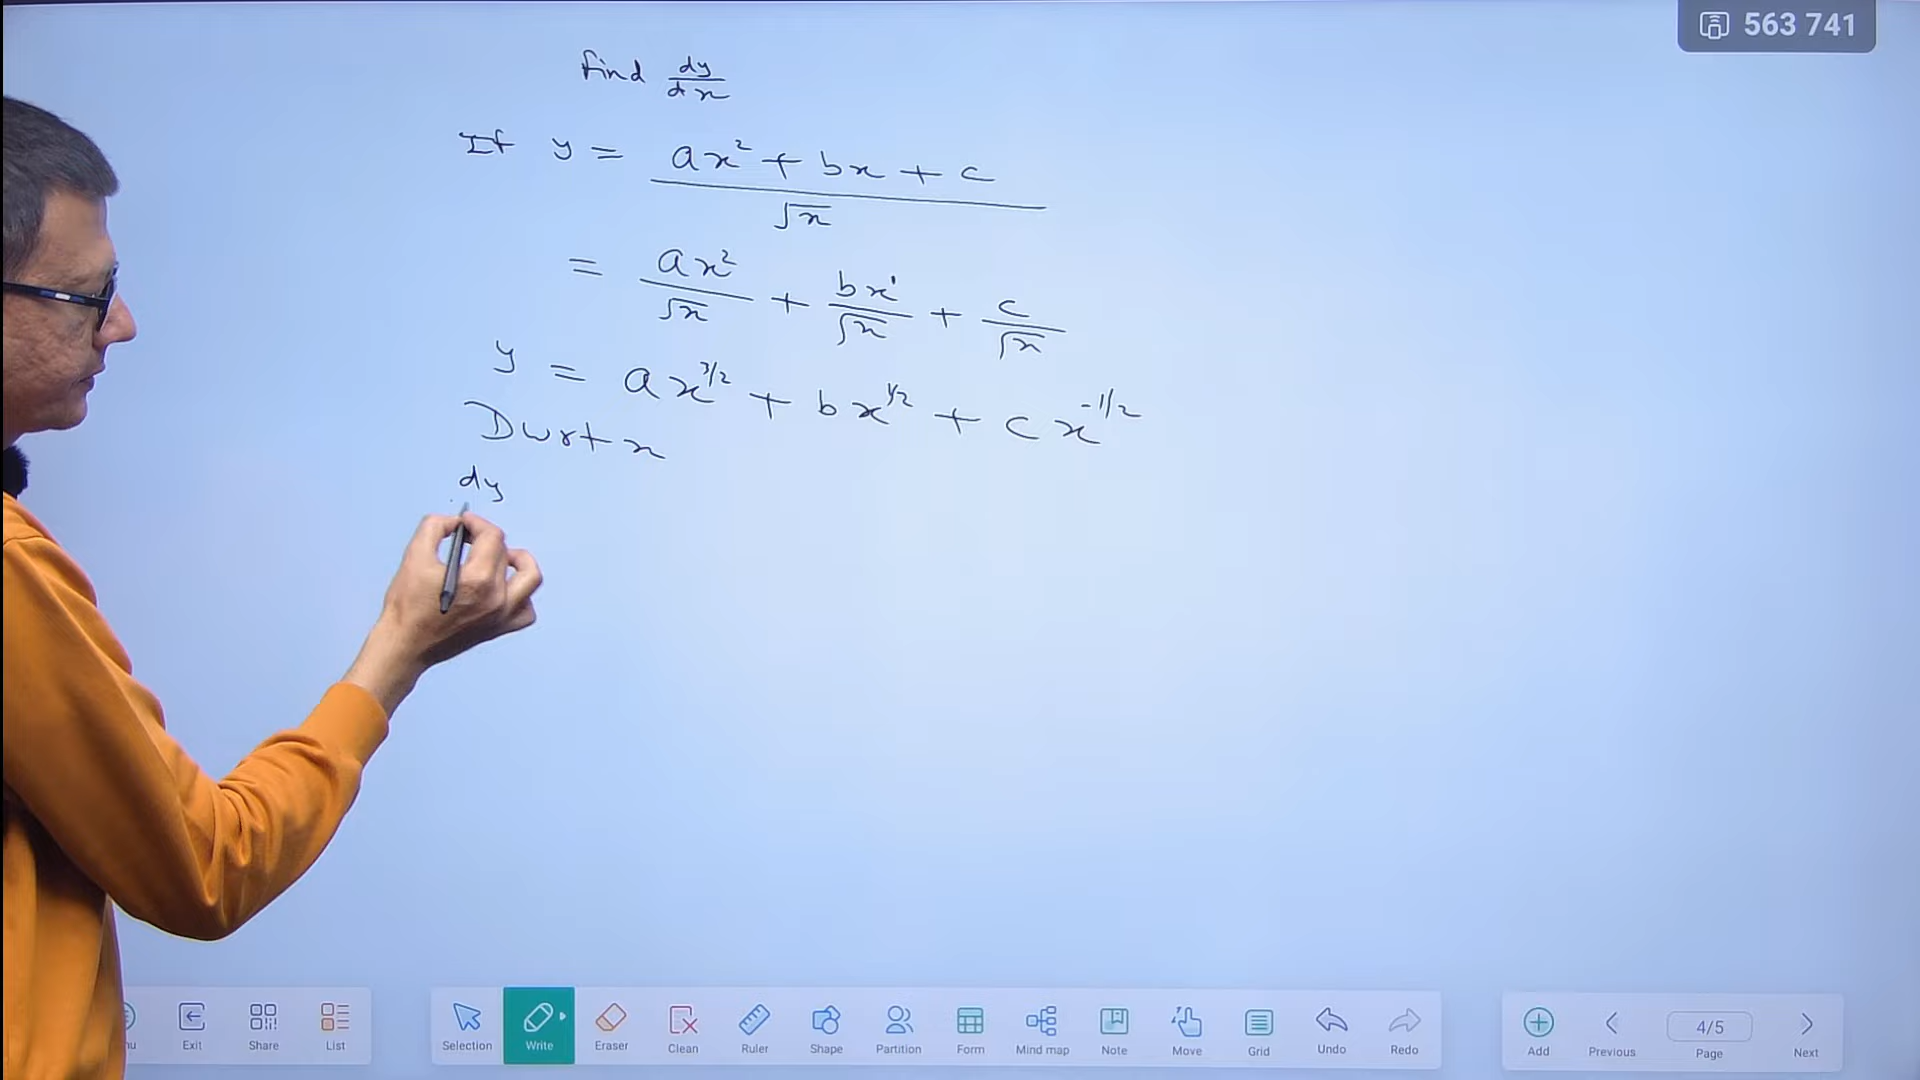 563 741
find dy/dx
If y = ax² + bx + c / √x
= ax²/√x + bx¹/√x + c/√x
y = ax^3/2 + bx^1/2 + cx^-1/2
Dwrt x
dy
Exit Share List Selection Write Eraser Clean Ruler Shape Partition Form Mind map Note Move Grid Undo Redo Add Previous 4/5 Page Next